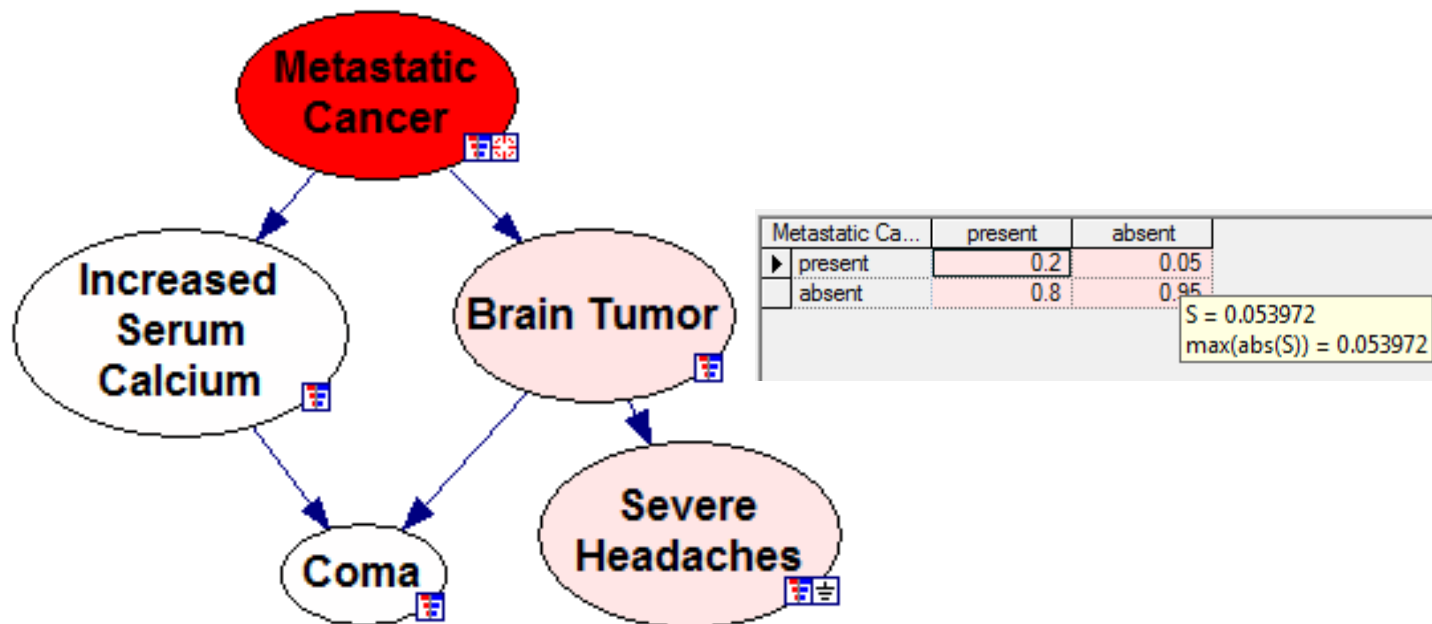 Metastatic
Cancer
Increased
Serum
Calcium
Brain Tumor
Coma
Severe
Headaches
Metastatic Ca... present absent
present 0.2 0.05
absent 0.8 0.95
S = 0.053972
max(abs(S)) = 0.053972